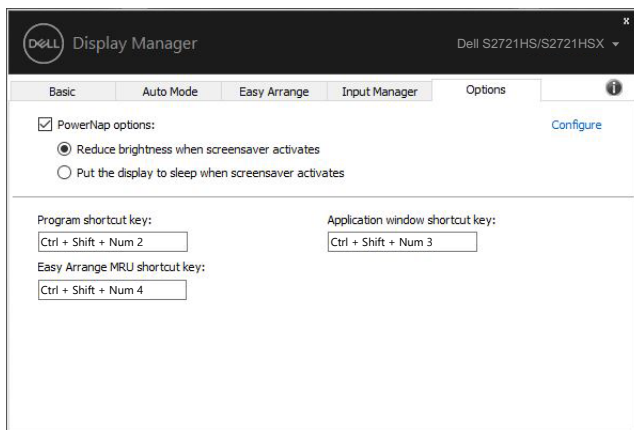 x
DELL Display Manager
Dell S2721HS/S2721HSX
Basic Auto Mode Easy Arrange Input Manager Options i
PowerNap options: Configure
Reduce brightness when screensaver activates
Put the display to sleep when screensaver activates
Program shortcut key: Application window shortcut key:
Ctrl + Shift + Num 2 Ctrl + Shift + Num 3
Easy Arrange MRU shortcut key:
Ctrl + Shift + Num 4